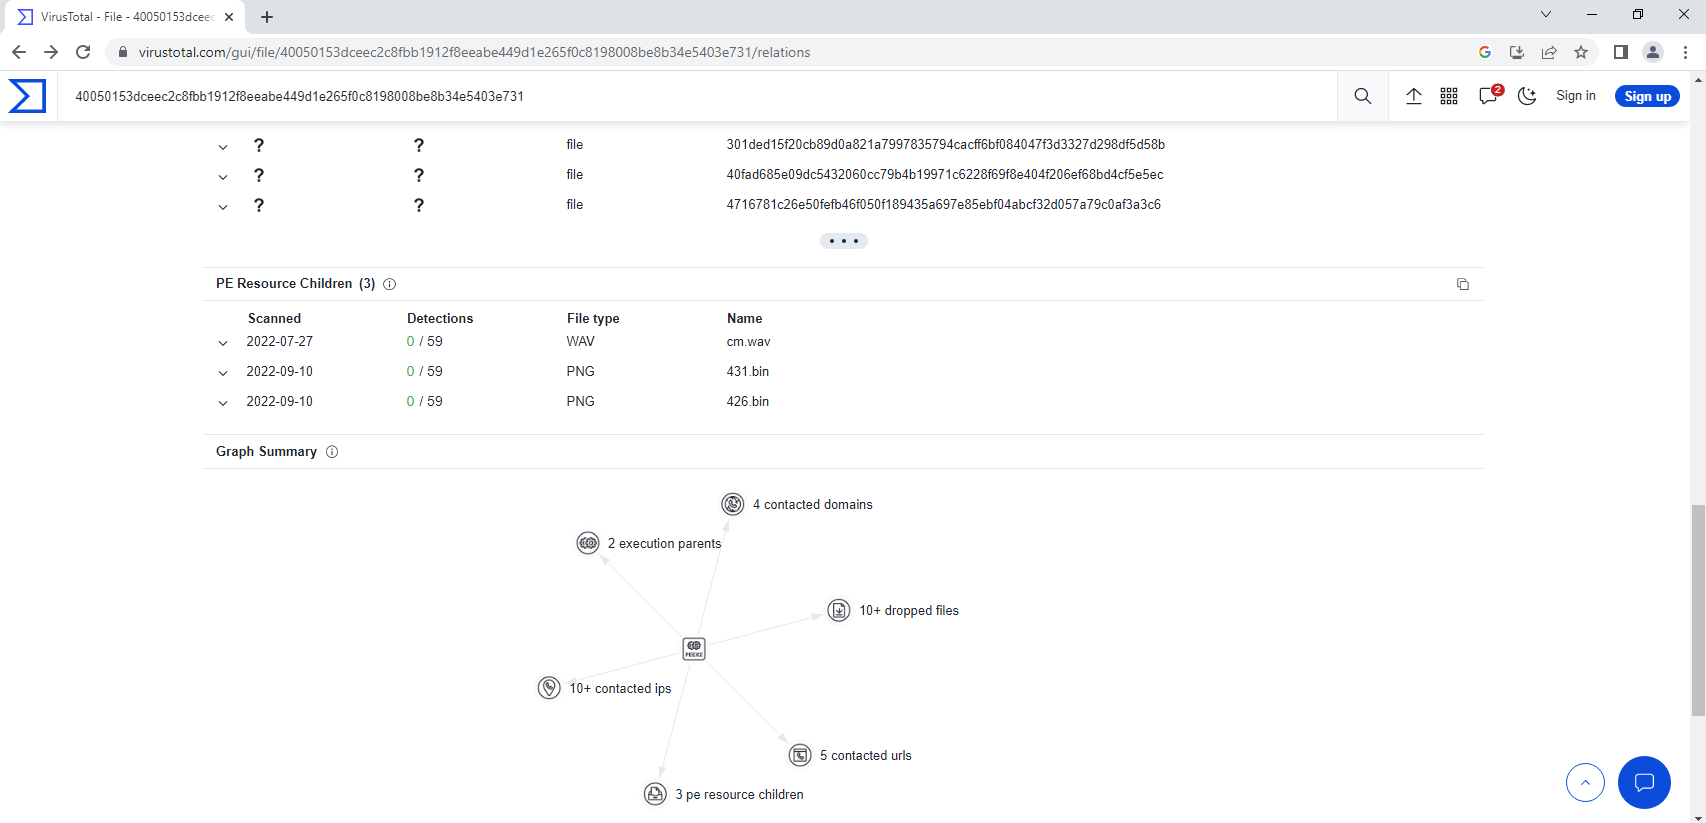 VirusTotal - File - 40050153dceec
virustotal.com/gui/file/40050153dceec2c8fbb1912f8eeabe449d1e265f0c8198008be8b34e5403e731/relations
40050153dceec2c8fbb1912f8eeabe449d1e265f0c8198008be8b34e5403e731
2
Sign in
Sign up
? ? file 301ded15f20cb89d0a821a7997835794cacff6bf084047f3d3327d298df5d58b
? ? file 40fad685e09dc5432060cc79b4b19971c6228f69f8e404f206ef68bd4cf5e5ec
? ? file 4716781c26e50fefb46f050f189435a697e85ebf04abcf32d057a79c0af3a3c6
PE Resource Children (3)
Scanned Detections File type Name
2022-07-27 0 / 59 WAV cm.wav
2022-09-10 0 / 59 PNG 431.bin
2022-09-10 0 / 59 PNG 426.bin
Graph Summary
4 contacted domains
2 execution parents
10+ dropped files
PEEXE
10+ contacted ips
5 contacted urls
3 pe resource children